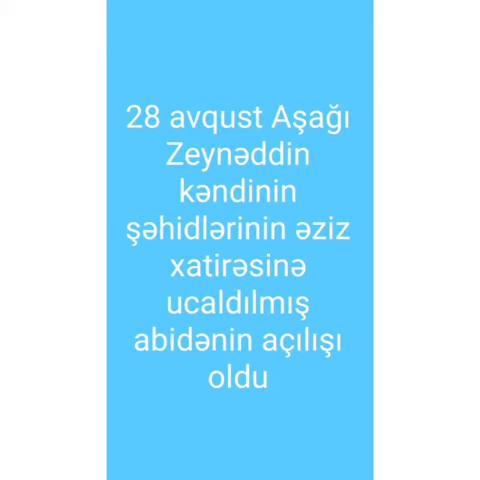 28 avqust Aşağı
Zeynəddin
kəndinin
şəhidlərinin əziz
xatirəsinə
ucaldılmış
abidənin açılışı
oldu